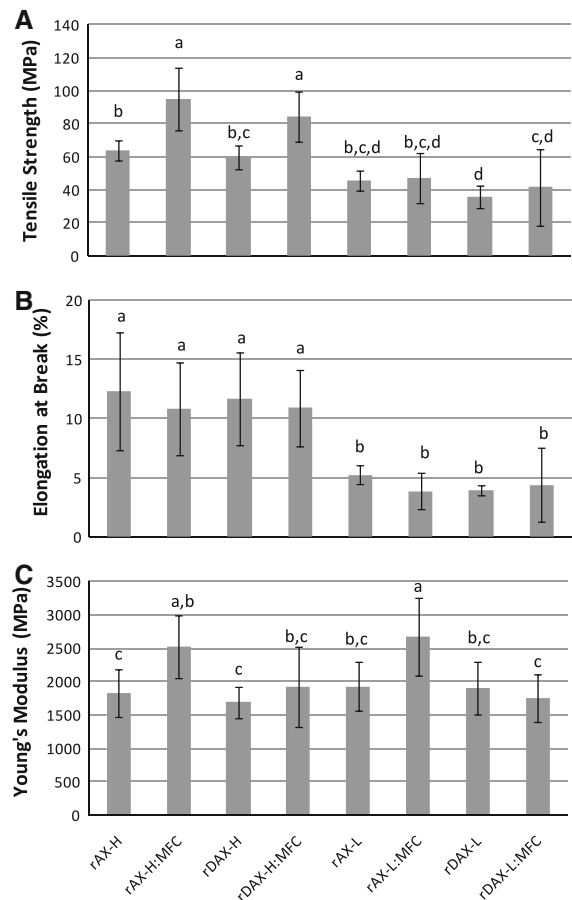 A
Tensile Strength (MPa)
140
120
100
80
60
40
20
0
b
a
b,c
a
b,c,d
b,c,d
d
c,d
B
Elongation at Break (%)
20
15
10
5
0
a
a
a
a
b
b
b
b
C
Young's Modulus (MPa)
3500
3000
2500
2000
1500
1000
500
0
c
a,b
c
b,c
b,c
a
b,c
c
rAX-H
rAX-H:MFC
rDAX-H
rDAX-H:MFC
rAX-L
rAX-L:MFC
rDAX-L
rDAX-L:MFC